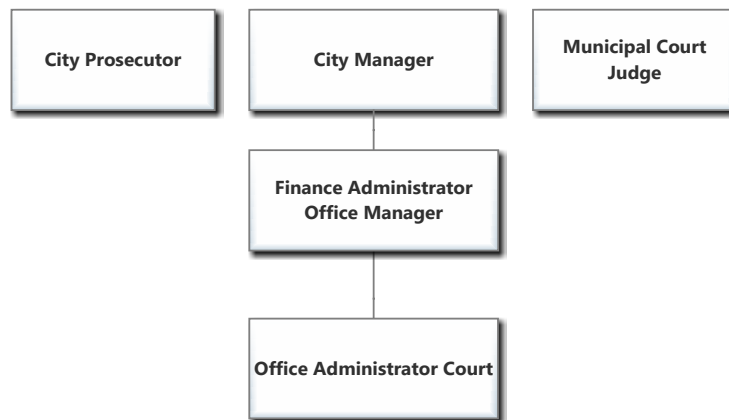 City Prosecutor
City Manager
Municipal Court
Judge
Finance Administrator
Office Manager
Office Administrator Court